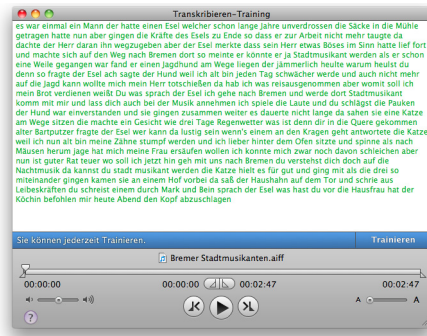 Transkribieren-Training
es war einmal ein Mann der hatte einen Esel welcher schon lange Jahre unverdrossen die Säcke in die Mühle
getragen hatte nun aber gingen die Kräfte des Esels zu Ende so dass er zur Arbeit nicht mehr taugte da
dachte der Herr daran ihn wegzugeben aber der Esel merkte dass sein Herr etwas Böses im Sinn hatte lief fort
und machte sich auf den Weg nach Bremen dort so meinte er könnte er ja Stadtmusikant werden als er schon
eine Weile gegangen war fand er einen Jagdhund am Wege liegen der jämmerlich heulte warum heulst du
denn so fragte der Esel ach sagte der Hund weil ich alt bin jeden Tag schwächer werde und auch nicht mehr
auf die Jagd kann wollte mich mein Herr totschießen da hab ich was reisausgenommen aber womit soll ich
mein Brot verdienen weißt Du was sprach der Esel ich gehe nach Bremen und werde dort Stadtmusikant
komm mit mir und lass dich auch bei der Musik annehmen ich spiele die Laute und du schlägst die Pauken
der Hund war einverstanden und sie gingen zusammen weiter es dauerte nicht lange da sahen sie eine Katze
am Wege sitzen die machte ein Gesicht wie drei Tage Regenwetter was ist denn dir in die Quere gekommen
alter Bartputzer fragte der Esel wer kann da lustig sein wenn's einem an den Kragen geht antwortete die Katze
weil ich nun alt bin meine Zähne stumpf werden und ich lieber hinter dem Ofen sitze und spinne als nach
Mäusen herum jage hat mich meine Frau ersäufen wollen ich konnte mich zwar noch davon schleichen aber
nun ist guter Rat teuer wo soll ich jetzt hin geh mit uns nach Bremen du verstehst dich doch auf die
Nachtmusik da kannst du stadt musikant werden die Katze hielt es für gut und ging mit als die drei so
miteinander gingen kamen sie an einem Hof vorbei da saß der Haushahn auf dem Tor und schrie aus
Leibeskräften du schreist einem durch Mark und Bein sprach der Esel was hast du vor die Hausfrau hat der
Köchin befohlen mir heute Abend den Kopf abzuschlagen
Sie können jederzeit Trainieren.
Trainieren
Bremer Stadtmusikanten.aiff
00:00:00 00:00:00 00:02:47 00:02:47
A A
?